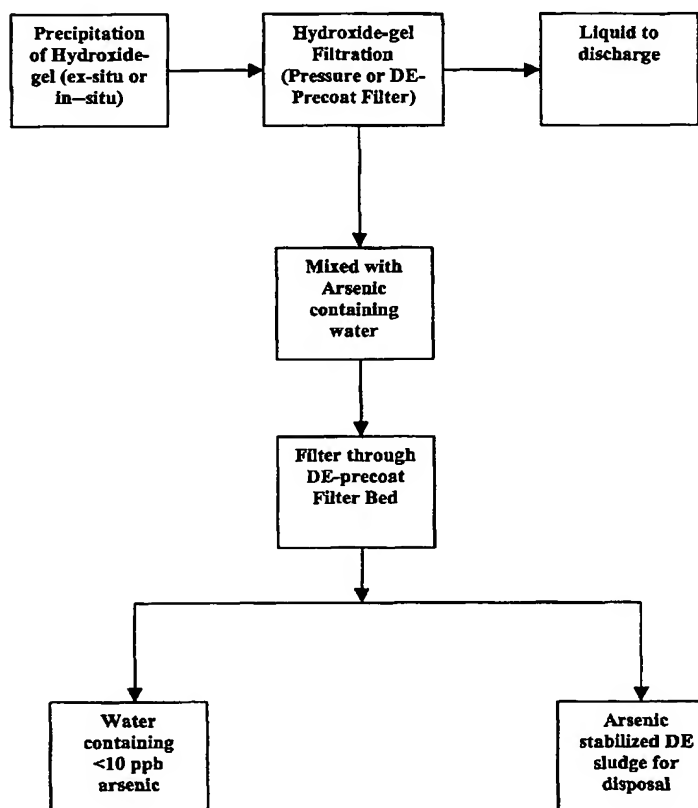 Precipitation
of Hydroxide-
gel (ex-situ or
in--situ)
Hydroxide-gel
Filtration
(Pressure or DE-
Precoat Filter)
Liquid to
discharge
Mixed with
Arsenic
containing
water
Filter through
DE-precoat
Filter Bed
Water
containing
<10 ppb
arsenic
Arsenic
stabilized DE
sludge for
disposal